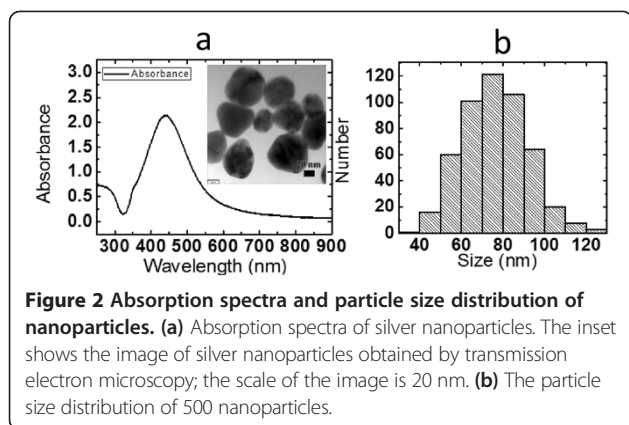 a
b
3.0
2.5
2.0
1.5
1.0
0.5
0.0
Absorbance
Absorbance
20 nm
300 400 500 600 700 800 900
Wavelength (nm)
120
100
80
60
40
20
0
Number
40 60 80 100 120
Size (nm)
Figure 2 Absorption spectra and particle size distribution of
nanoparticles. (a) Absorption spectra of silver nanoparticles. The inset
shows the image of silver nanoparticles obtained by transmission
electron microscopy; the scale of the image is 20 nm. (b) The particle
size distribution of 500 nanoparticles.